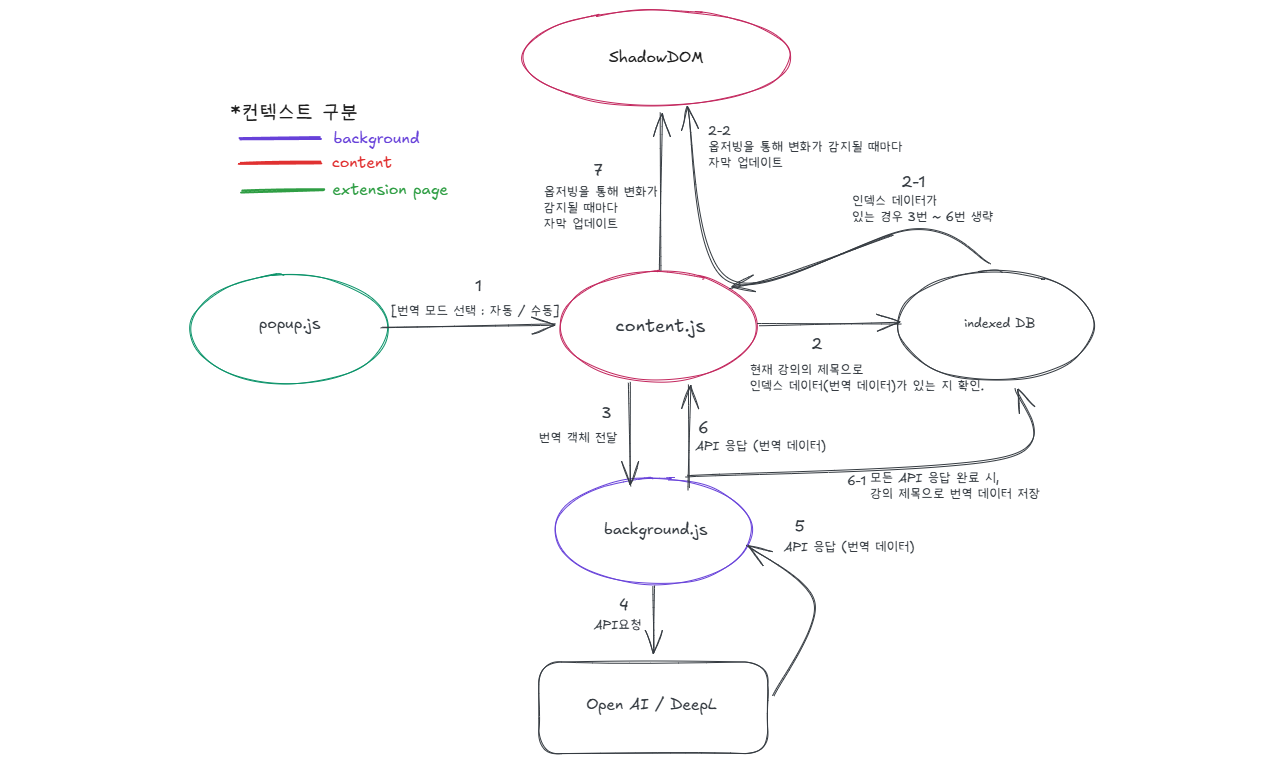 ShadowDOM
*컨텍스트 구분
background
content
extension page
2-2
옵저빙을 통해 변화가 감지될 때마다
자막 업데이트
7
옵저빙을 통해 변화가
감지될 때마다
자막 업데이트
2-1
인덱스 데이터가
있는 경우 3번 ~ 6번 생략
popup.js
1
[번역 모드 선택 : 자동 / 수동]
content.js
indexed DB
2
현재 강의의 제목으로
인덱스 데이터(번역 데이터)가 있는 지 확인.
3
번역 객체 전달
6
API 응답 (번역 데이터)
6-1 모든 API 응답 완료 시,
강의 제목으로 번역 데이터 저장
background.js
5
API 응답 (번역 데이터)
4
API요청
Open AI / DeepL